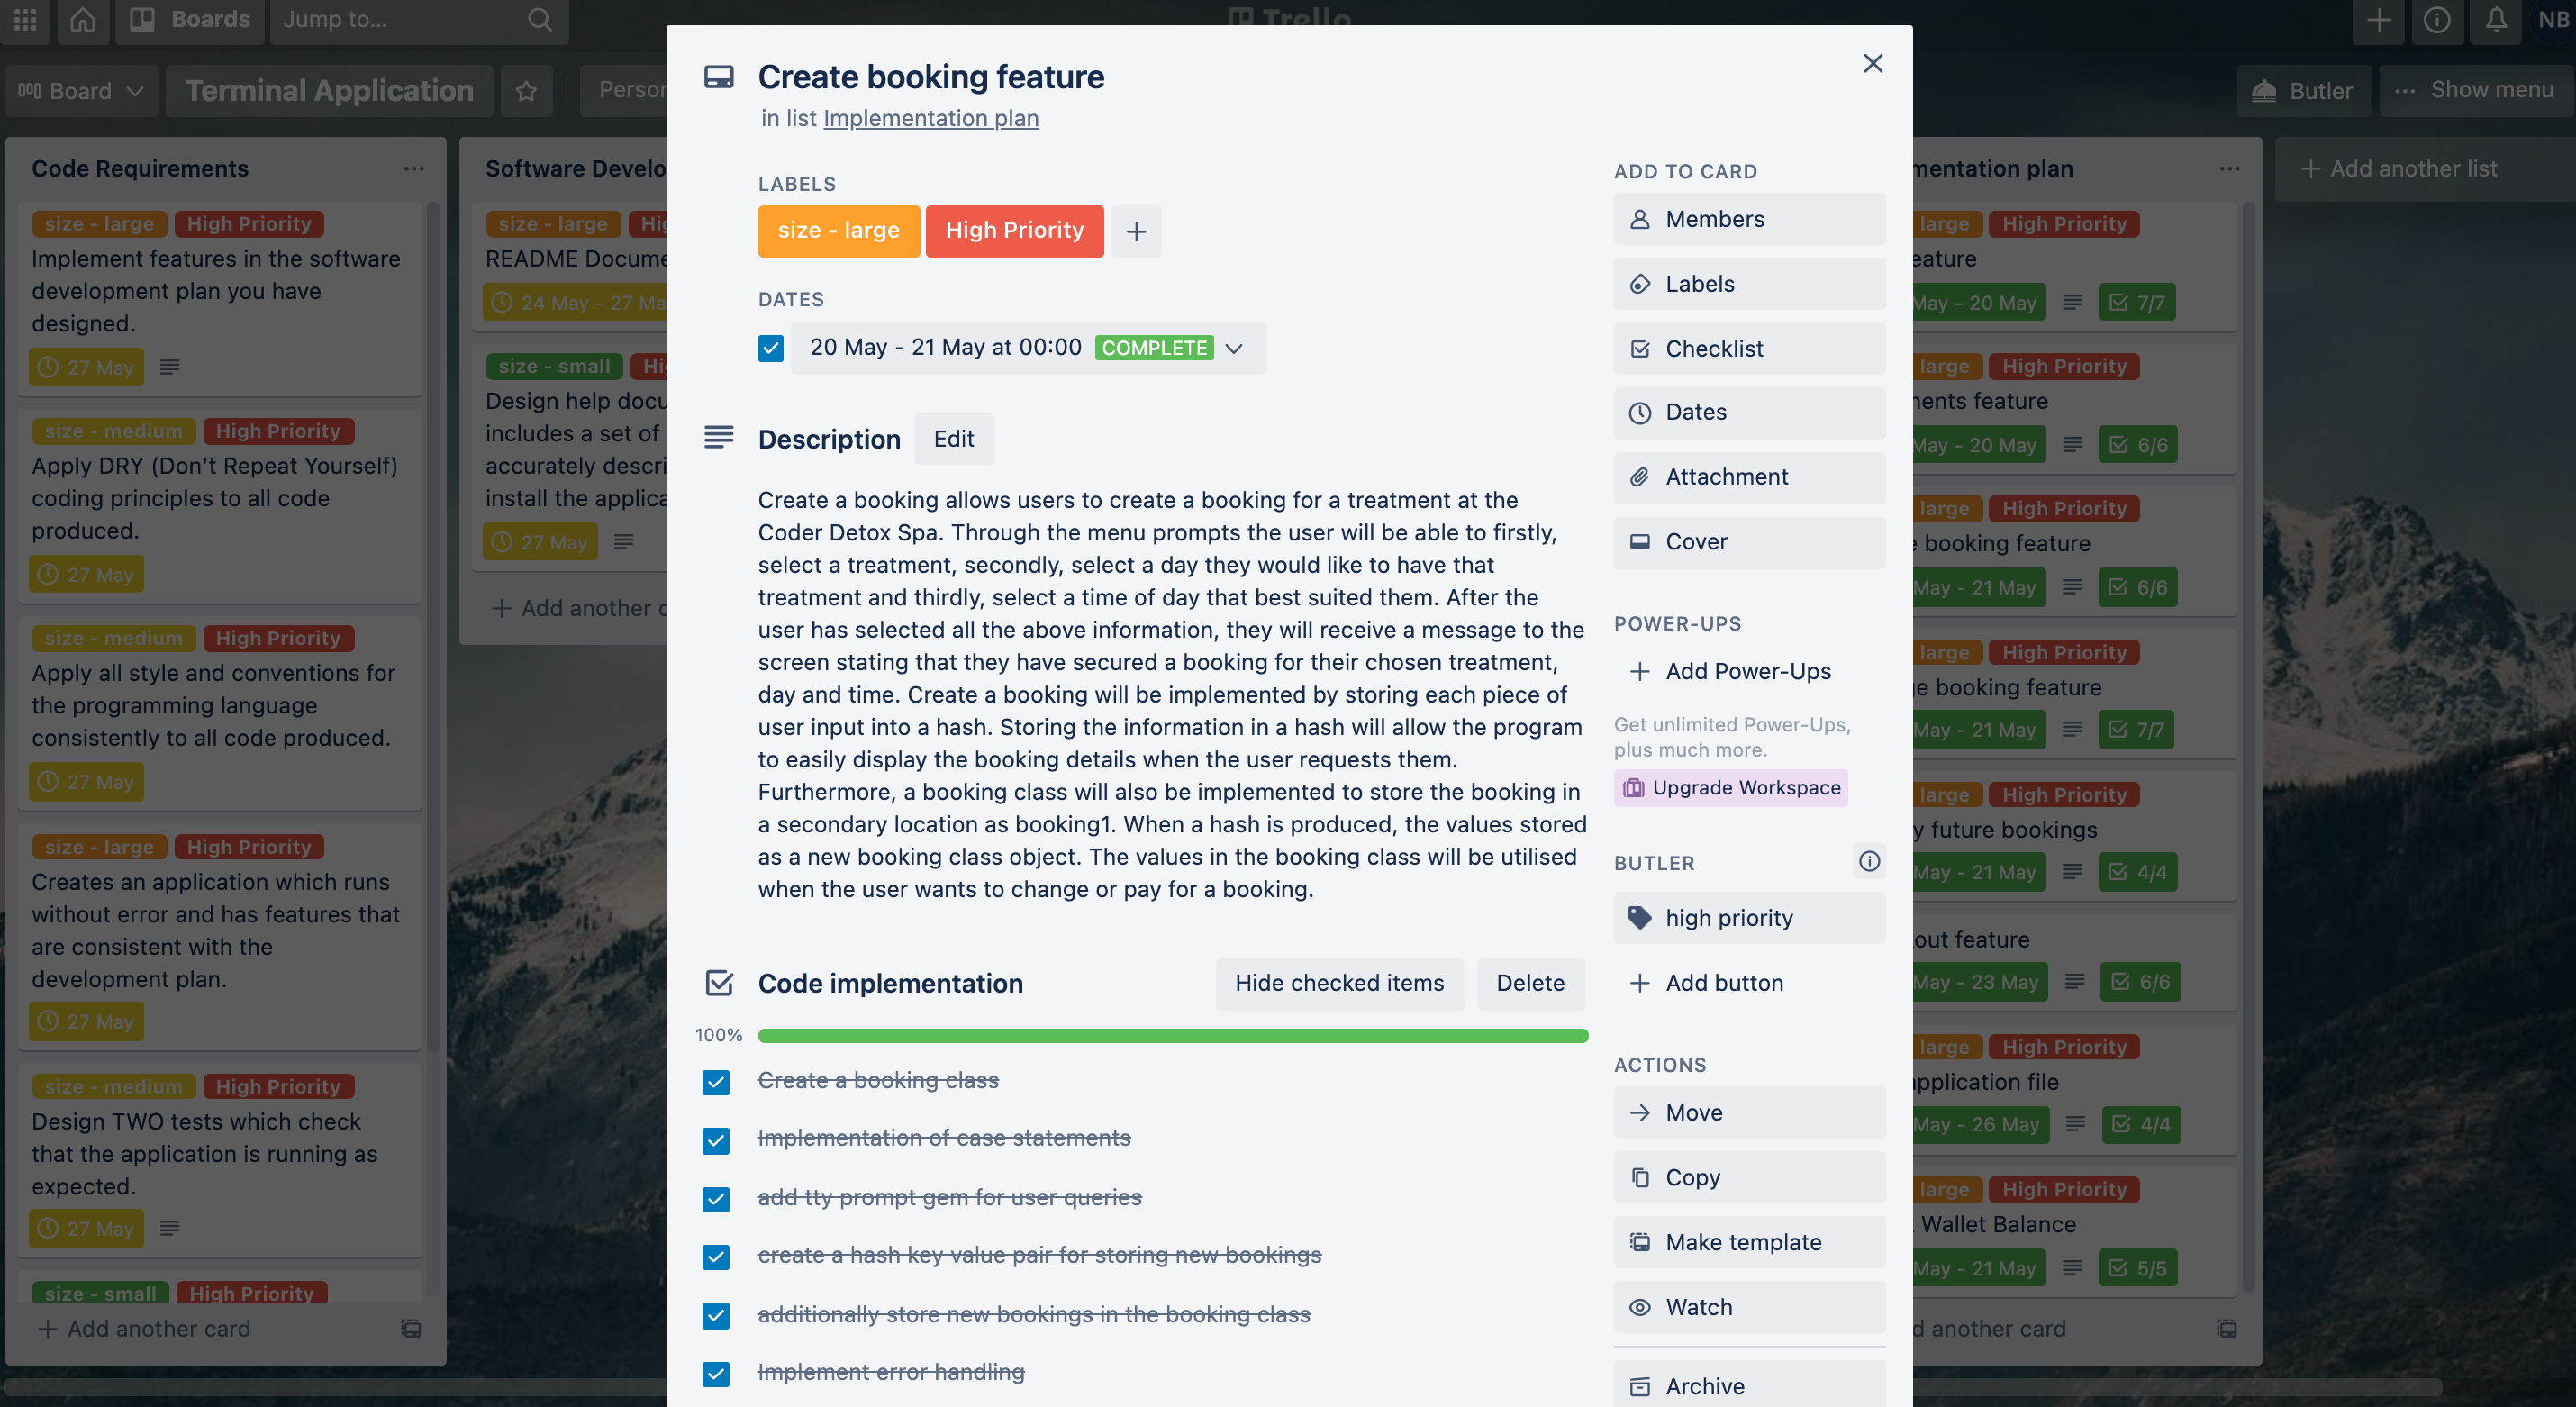 Boards
Jump to...
Trello
NB
Board
Terminal Application
Butler
Show menu
Code Requirements
size - large
High Priority
Implement features in the software
development plan you have
designed.
27 May
size - medium
High Priority
Apply DRY (Don't Repeat Yourself)
coding principles to all code
produced.
27 May
size - medium
High Priority
Apply all style and conventions for
the programming language
consistently to all code produced.
27 May
size - large
High Priority
Creates an application which runs
without error and has features that
are consistent with the
development plan.
27 May
size - medium
High Priority
Design TWO tests which check
that the application is running as
expected.
27 May
size - small
High Priority
Add another card
Software Develo
size - large
README Docume
24 May - 27 Ma
size - small
Design help docu
includes a set of
accurately descri
install the applica
27 May
Add another c
Create booking feature
in list Implementation plan
LABELS
size - large
High Priority
DATES
20 May - 21 May at 00:00
COMPLETE
Description
Edit
Create a booking allows users to create a booking for a treatment at the
Coder Detox Spa. Through the menu prompts the user will be able to firstly,
select a treatment, secondly, select a day they would like to have that
treatment and thirdly, select a time of day that best suited them. After the
user has selected all the above information, they will receive a message to the
screen stating that they have secured a booking for their chosen treatment,
day and time. Create a booking will be implemented by storing each piece of
user input into a hash. Storing the information in a hash will allow the program
to easily display the booking details when the user requests them.
Furthermore, a booking class will also be implemented to store the booking in
a secondary location as booking1. When a hash is produced, the values stored
as a new booking class object. The values in the booking class will be utilised
when the user wants to change or pay for a booking.
Code implementation
Hide checked items
Delete
100%
Create a booking class
Implementation of case statements
add tty prompt gem for user queries
create a hash key value pair for storing new bookings
additionally store new bookings in the booking class
Implement error handling
ADD TO CARD
Members
Labels
Checklist
Dates
Attachment
Cover
POWER-UPS
Add Power-Ups
Get unlimited Power-Ups,
plus much more.
Upgrade Workspace
BUTLER
high priority
Add button
ACTIONS
Move
Copy
Make template
Watch
Archive
mentation plan
large
High Priority
eature
May - 20 May
7/7
large
High Priority
nents feature
May - 20 May
6/6
large
High Priority
booking feature
May - 21 May
6/6
large
High Priority
e booking feature
May - 21 May
7/7
large
High Priority
y future bookings
May - 21 May
4/4
out feature
May - 23 May
6/6
large
High Priority
application file
May - 26 May
4/4
large
High Priority
Wallet Balance
May - 21 May
5/5
d another card
Add another list